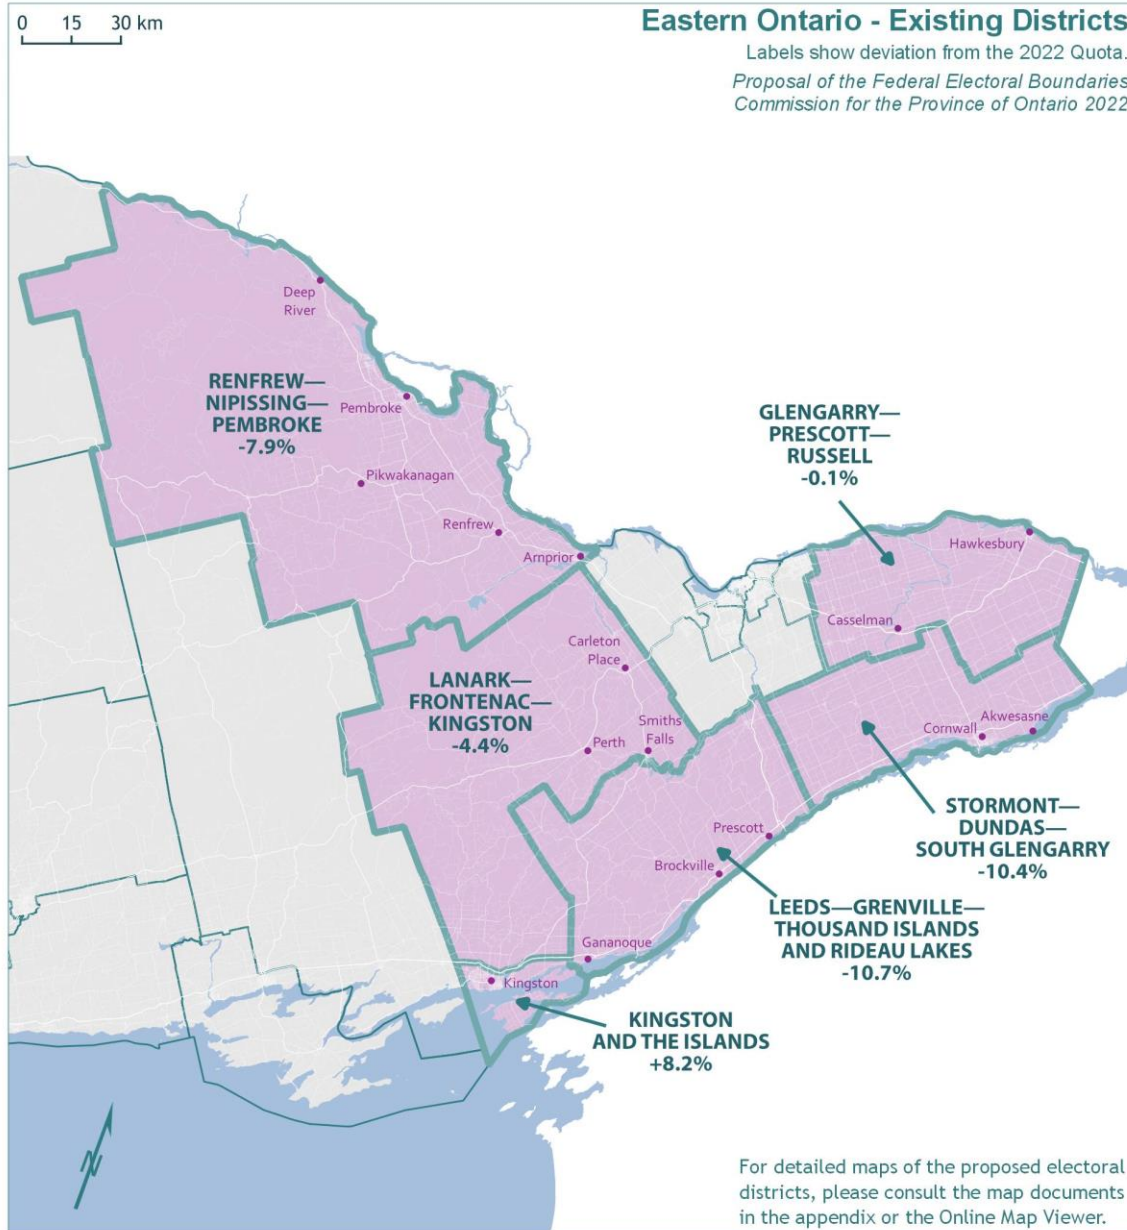 0 15 30 km
Eastern Ontario - Existing Districts
Labels show deviation from the 2022 Quota.
Proposal of the Federal Electoral Boundaries
Commission for the Province of Ontario 2022
Deep
River
RENFREW—
NIPISSING—
PEMBROKE
-7.9%
Pembroke
Pikwakanagan
Renfrew
Arnprior
GLENGARRY—
PRESCOTT—
RUSSELL
-0.1%
Hawkesbury
Casselman
Carleton
Place
LANARK—
FRONTENAC—
KINGSTON
-4.4%
Smiths
Falls
Perth
Akwesasne
Cornwall
STORMONT—
DUNDAS—
SOUTH GLENGARRY
-10.4%
Prescott
Brockville
LEEDS—GRENVILLE—
THOUSAND ISLANDS
AND RIDEAU LAKES
-10.7%
Gananoque
Kingston
KINGSTON
AND THE ISLANDS
+8.2%
N
For detailed maps of the proposed electoral
districts, please consult the map documents
in the appendix or the Online Map Viewer.